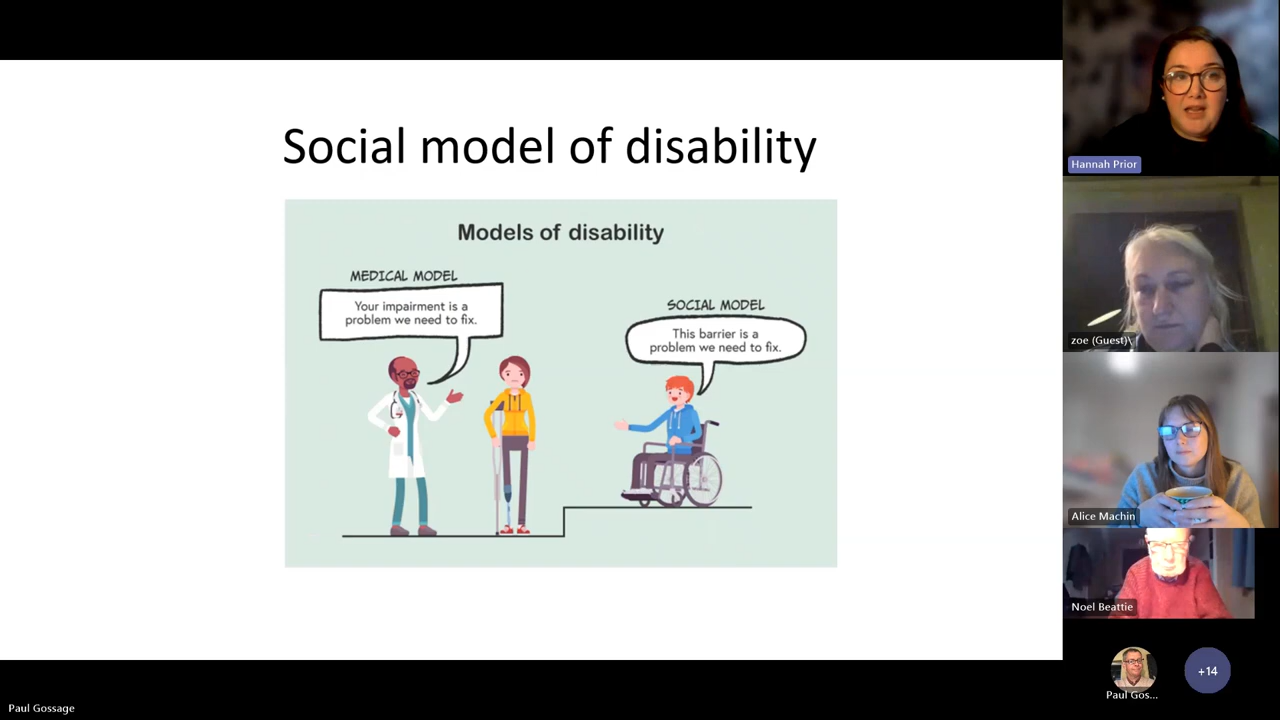 Social model of disability
Models of disability
MEDICAL MODEL
Your impairment is a
problem we need to fix.
SOCIAL MODEL
This barrier is a
problem we need to fix.
Hannah Prior
zoe (Guest)\
Alice Machin
Noel Beattie
Paul Gos...
+14
Paul Gossage